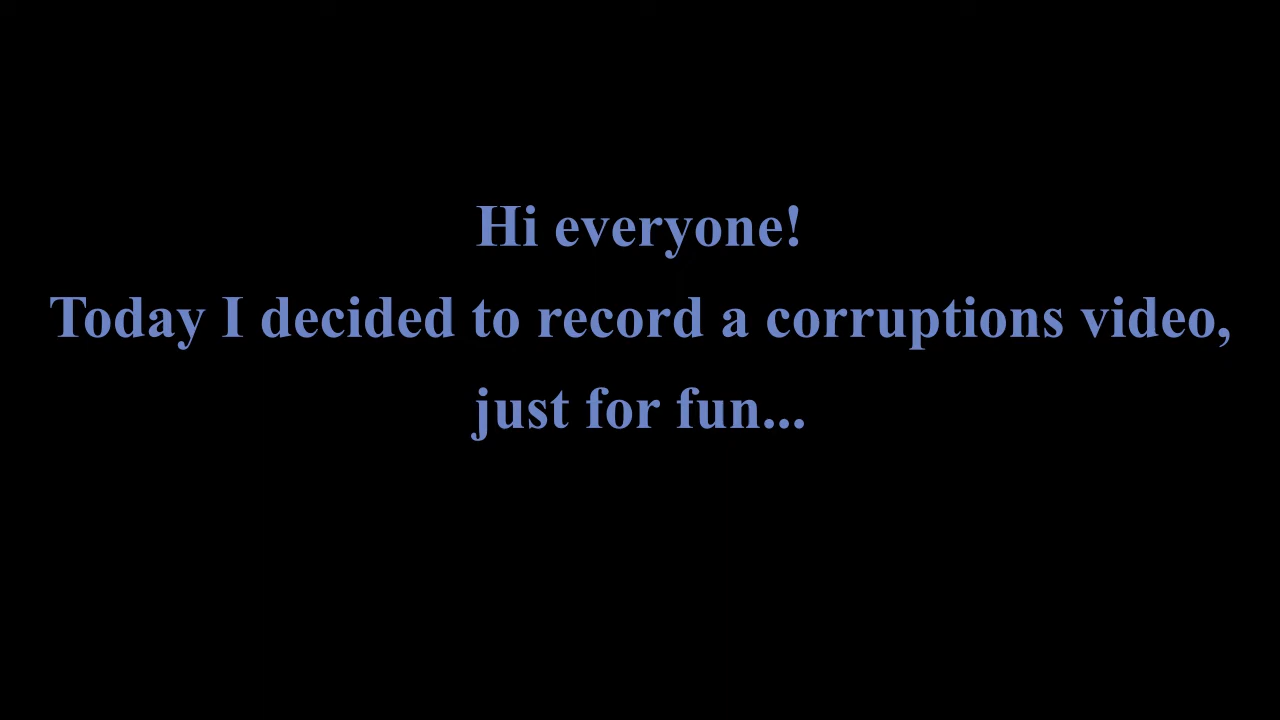 Hi everyone!
Today I decided to record a corruptions video,
just for fun...